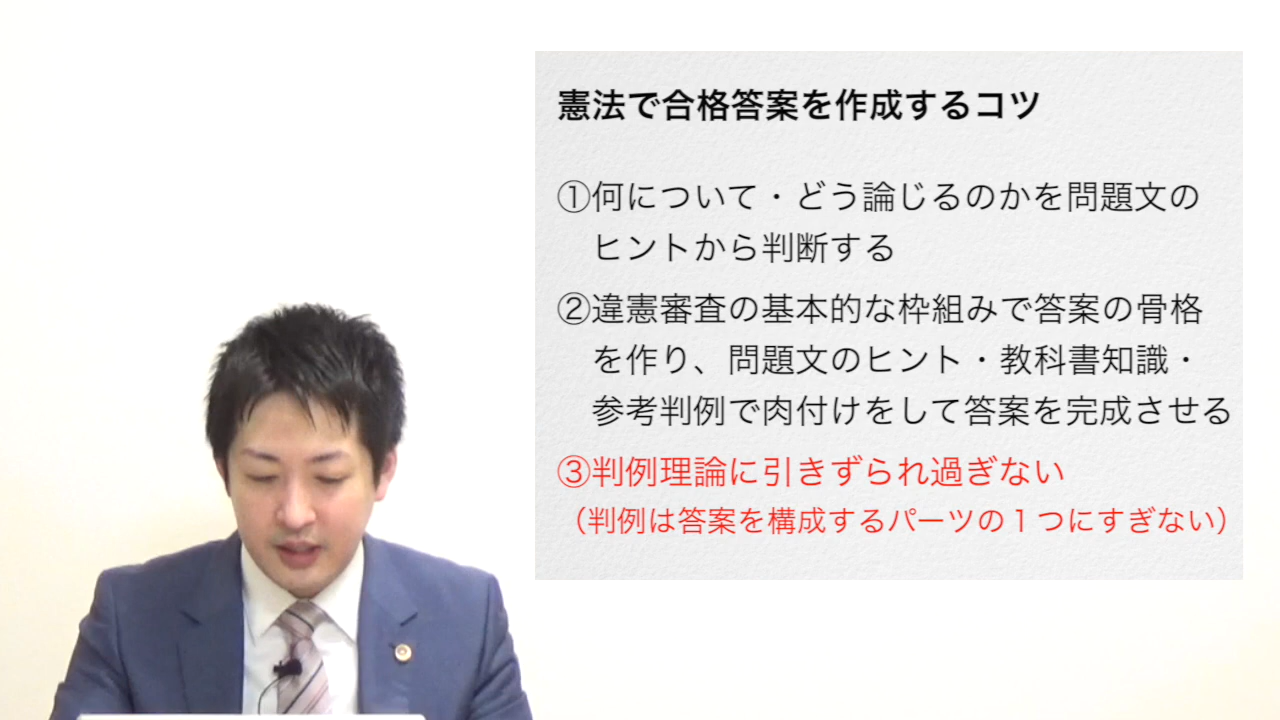 憲法で合格答案を作成するコツ
①何について・どう論じるのかを問題文の
ヒントから判断する
②違憲審査の基本的な枠組みで答案の骨格
を作り、問題文のヒント・教科書知識・
参考判例で肉付けをして答案を完成させる
③判例理論に引きずられ過ぎない
（判例は答案を構成するパーツの１つにすぎない）